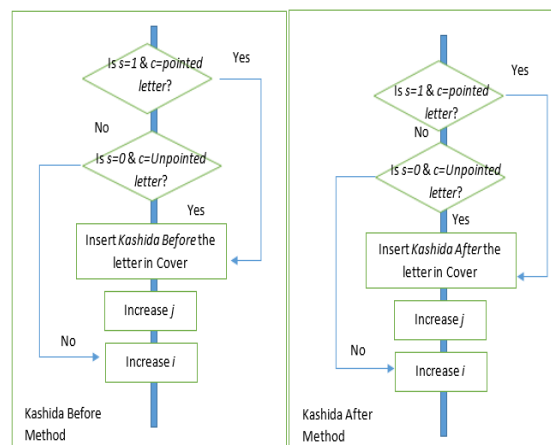 Is s=1 & c=pointed
letter?
Yes
No
Is s=0 & c=Unpointed
letter?
Yes
Insert Kashida Before the
letter in Cover
Increase j
No
Increase i
Kashida Before
Method
Is s=1 & c=pointed
letter?
Yes
No
Is s=0 & c=Unpointed
letter?
Yes
Insert Kashida After the
letter in Cover
Increase j
No
Increase i
Kashida After
Method